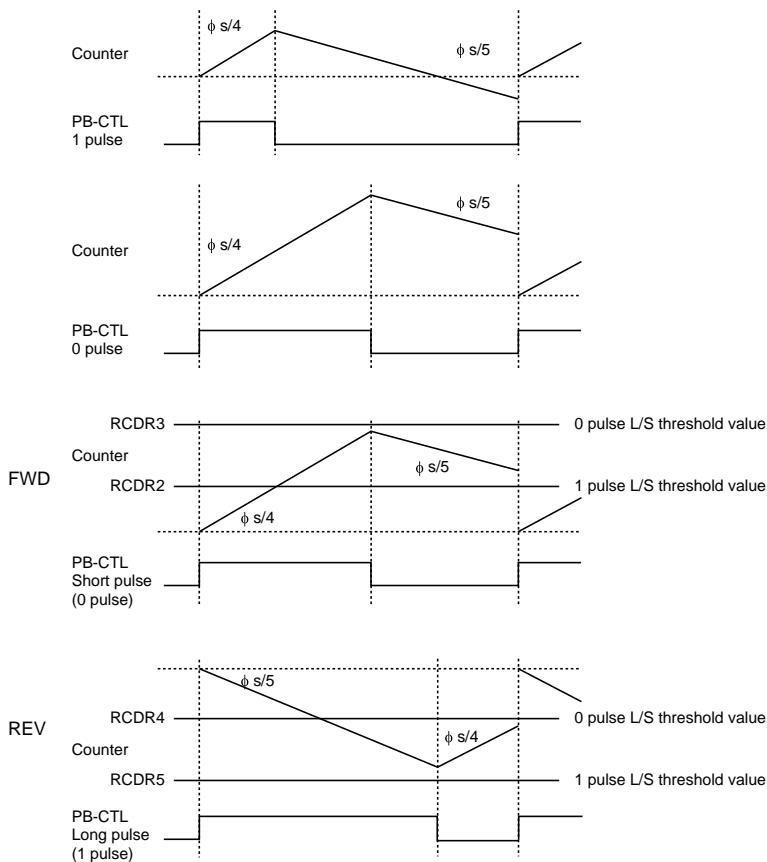 ϕ s/4
Counter
ϕ s/5
PB-CTL
1 pulse
Counter
ϕ s/4
ϕ s/5
PB-CTL
0 pulse
FWD
RCDR3
0 pulse L/S threshold value
Counter
ϕ s/5
RCDR2
1 pulse L/S threshold value
ϕ s/4
PB-CTL
Short pulse
(0 pulse)
REV
ϕ s/5
RCDR4
0 pulse L/S threshold value
ϕ s/4
Counter
RCDR5
1 pulse L/S threshold value
PB-CTL
Long pulse
(1 pulse)